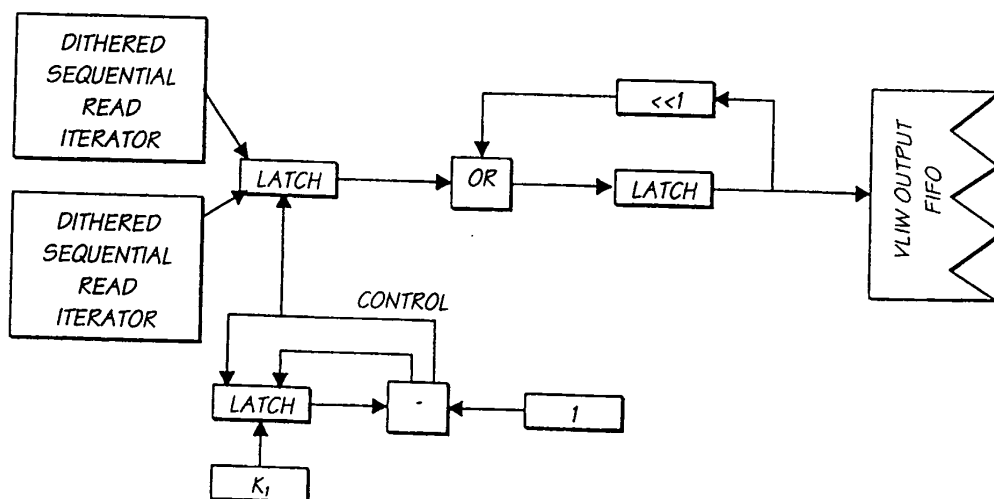 DITHERED
SEQUENTIAL
READ
ITERATOR
DITHERED
SEQUENTIAL
READ
ITERATOR
LATCH
OR
<<1
LATCH
VLIW OUTPUT
FIFO
CONTROL
LATCH
-
1
K₁